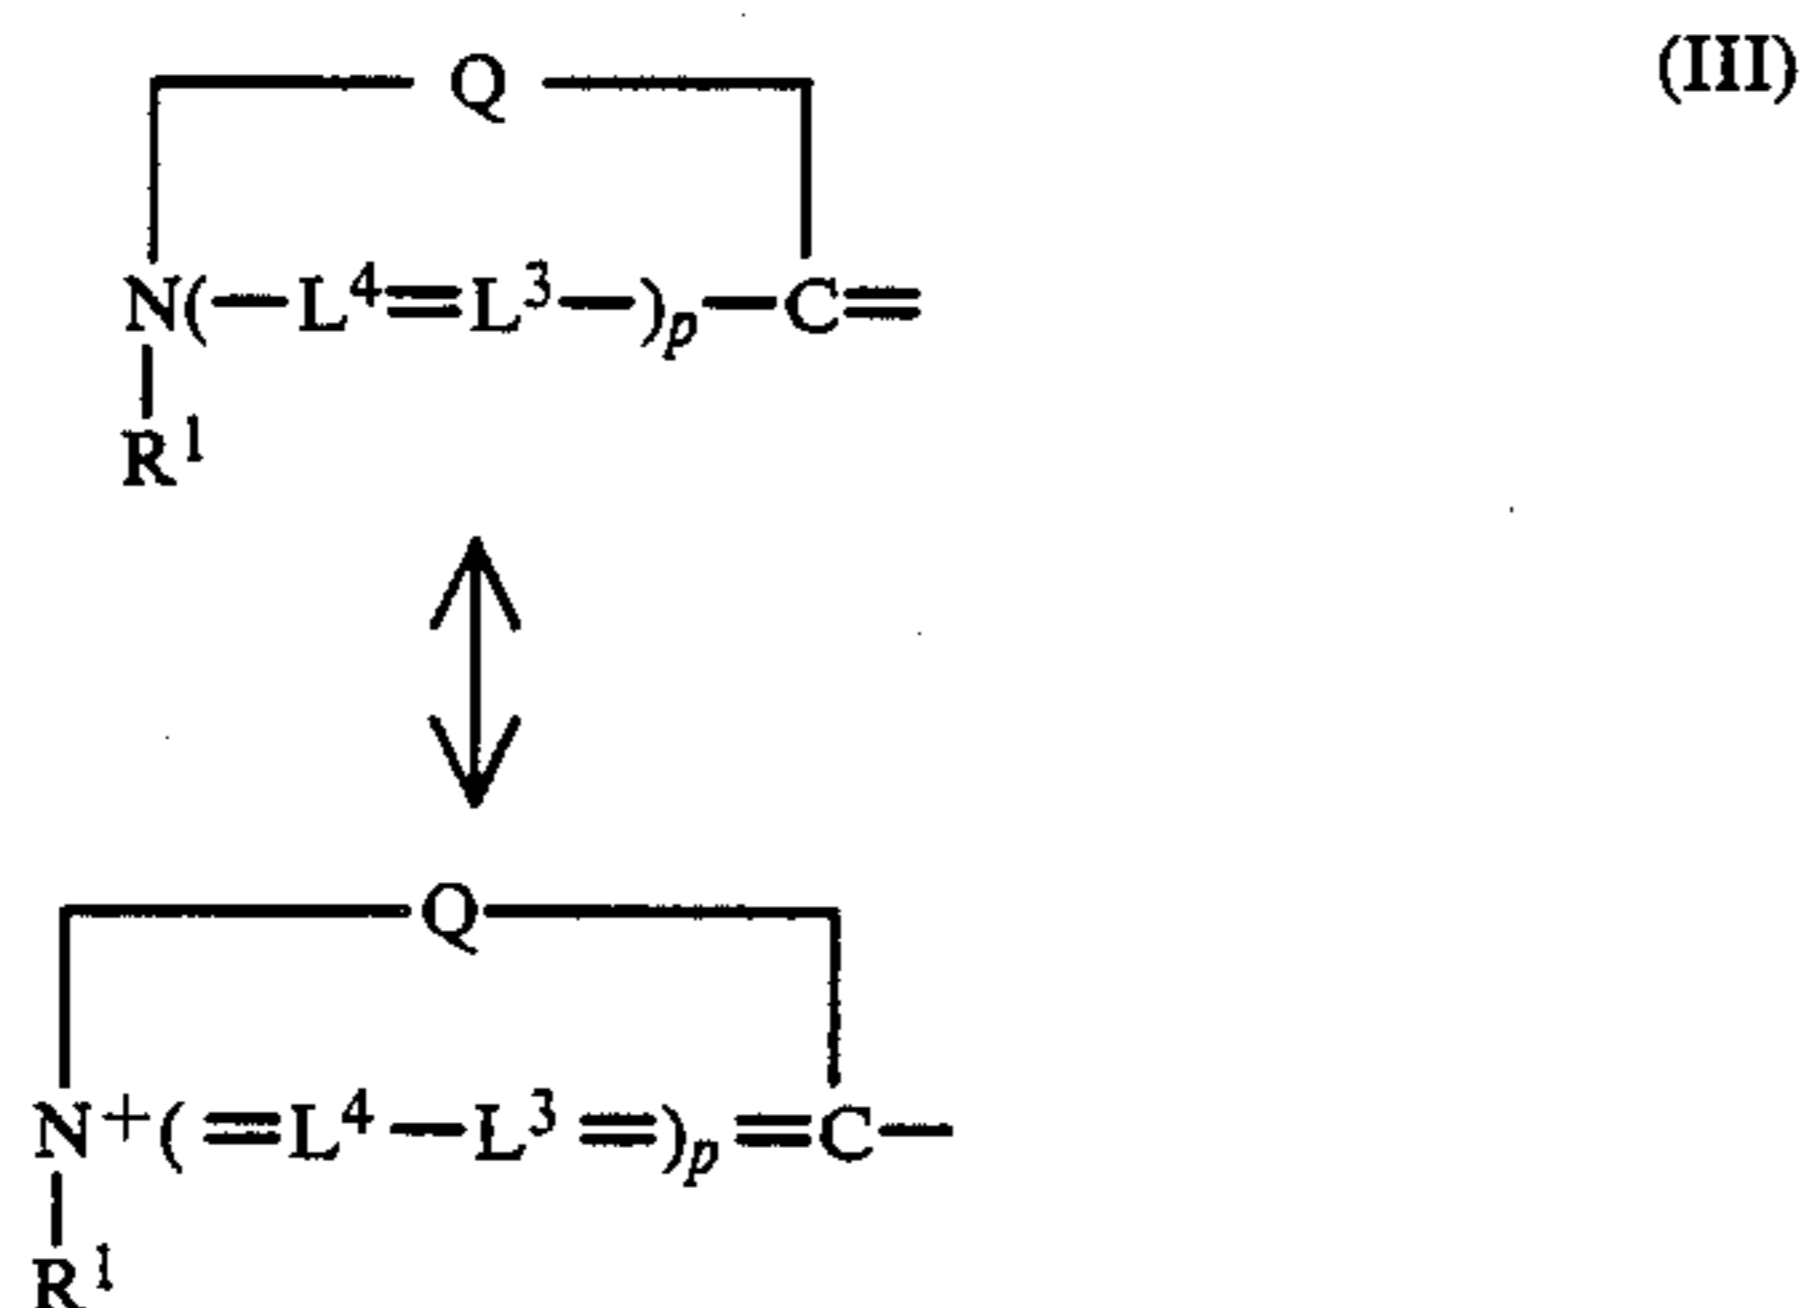 Q (III)
N(—L⁴=L³—)p—C=
R¹
Q
N+(=L⁴—L³=)p=C—
R¹